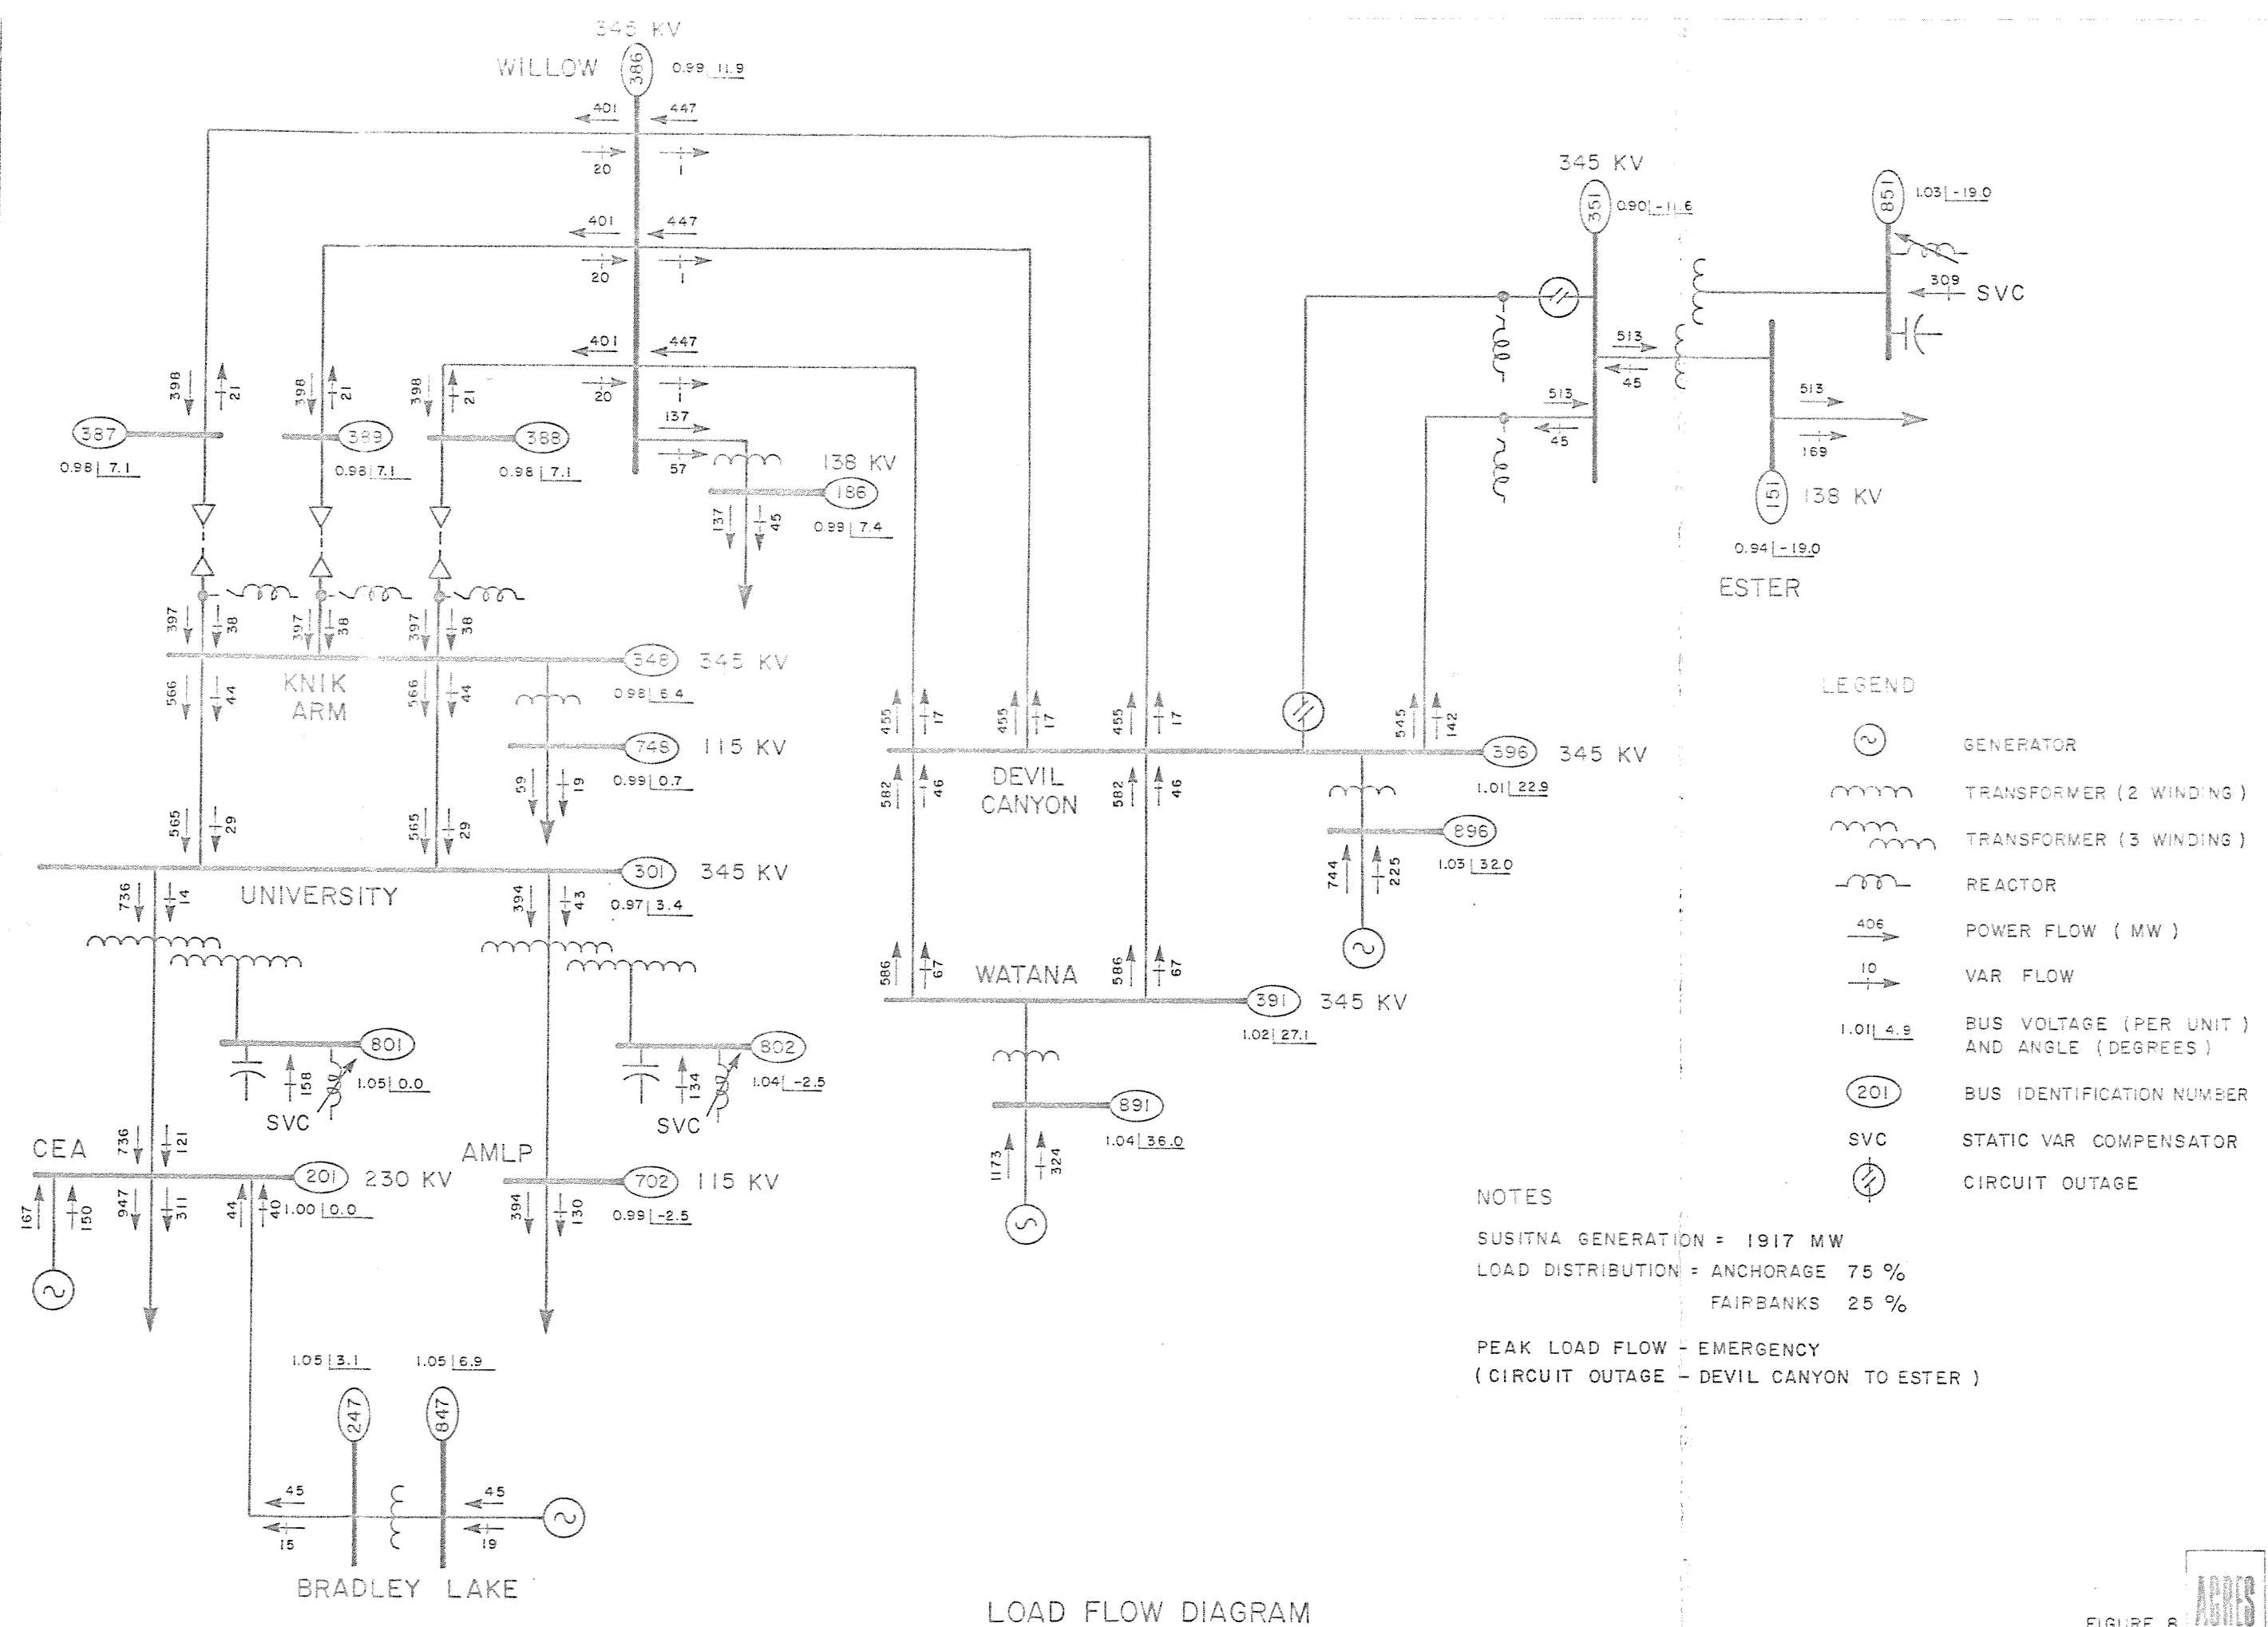 345 KV
WILLOW
386
0.99 11.9
401
447
20
1
401
447
20
1
401
447
20
1
137
57
398
21
398
21
398
21
387
0.98 7.1
389
0.98 7.1
388
0.98 7.1
138 KV
186
0.99 7.4
137
45
397
38
397
38
397
38
348
345 KV
0.98 6.4
KNIK
ARM
566
44
566
44
748
115 KV
0.99 0.7
59
19
565
29
565
29
301
345 KV
0.97 3.4
UNIVERSITY
736
14
394
43
801
1.05 0.0
158
SVC
802
1.04 -2.5
134
SVC
CEA
736
121
201
230 KV
1.00 0.0
167
150
947
311
44
40
AMLP
702
115 KV
0.99 -2.5
394
130
1.05 3.1
1.05 6.9
247
847
45
15
45
19
BRADLEY LAKE
455
17
455
17
455
17
545
142
396
345 KV
1.01 22.9
DEVIL
CANYON
582
46
582
46
896
1.03 32.0
744
225
586
67
586
67
WATANA
391
345 KV
1.02 27.1
891
1.04 36.0
1173
324
345 KV
351
0.90 -11.6
851
1.03 -19.0
309
SVC
513
45
513
45
513
169
151
138 KV
0.94 -19.0
ESTER
LEGEND
GENERATOR
TRANSFORMER (2 WINDING)
TRANSFORMER (3 WINDING)
REACTOR
406
POWER FLOW (MW)
10
VAR FLOW
1.01 4.9
BUS VOLTAGE (PER UNIT)
AND ANGLE (DEGREES)
201
BUS IDENTIFICATION NUMBER
SVC
STATIC VAR COMPENSATOR
CIRCUIT OUTAGE
NOTES
SUSITNA GENERATION = 1917 MW
LOAD DISTRIBUTION = ANCHORAGE 75 %
FAIRBANKS 25 %
PEAK LOAD FLOW - EMERGENCY
(CIRCUIT OUTAGE - DEVIL CANYON TO ESTER)
LOAD FLOW DIAGRAM
FIGURE 8
ACRES